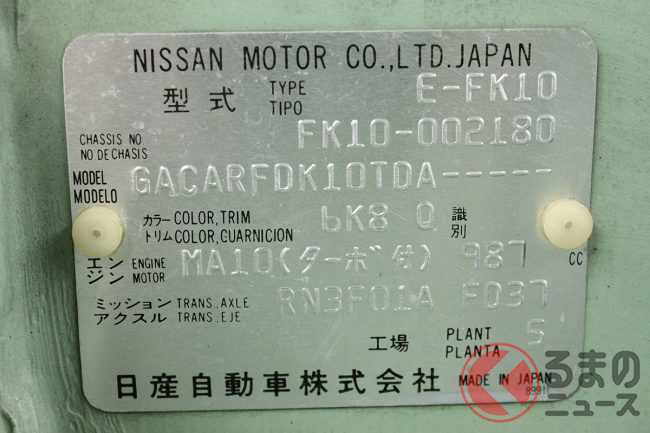 NISSAN MOTOR CO.,LTD.JAPAN
型式 TYPE TIPO E-FK10
CHASSIS NO NO.DE CHASIS FK10-002180
MODEL MODELO GACARFDK10TDA-----
カラー COLOR,TRIM トリム COLOR,GUARNICION 6K8 Q 識別
エンジン ENGINE MOTOR MA10(ターボ付) 987 CC
ミッション TRANS.,AXLE アクスル TRANS.,EJE RN3F01A FD37
工場 PLANT PLANTA 5
日産自動車株式会社 MADE IN JAPAN
くるまのニュース